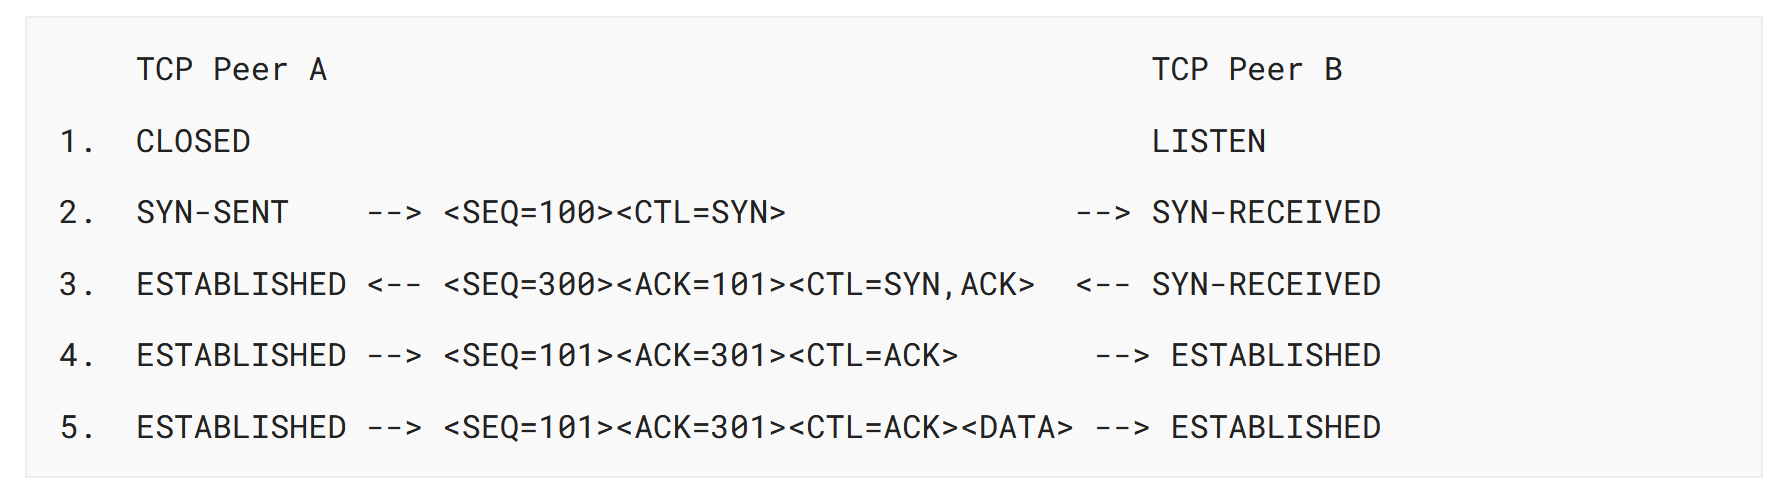 TCP Peer A                                           TCP Peer B
1.  CLOSED                                               LISTEN
2.  SYN-SENT    --> <SEQ=100><CTL=SYN>               --> SYN-RECEIVED
3.  ESTABLISHED <-- <SEQ=300><ACK=101><CTL=SYN,ACK>  <-- SYN-RECEIVED
4.  ESTABLISHED --> <SEQ=101><ACK=301><CTL=ACK>       --> ESTABLISHED
5.  ESTABLISHED --> <SEQ=101><ACK=301><CTL=ACK><DATA> --> ESTABLISHED